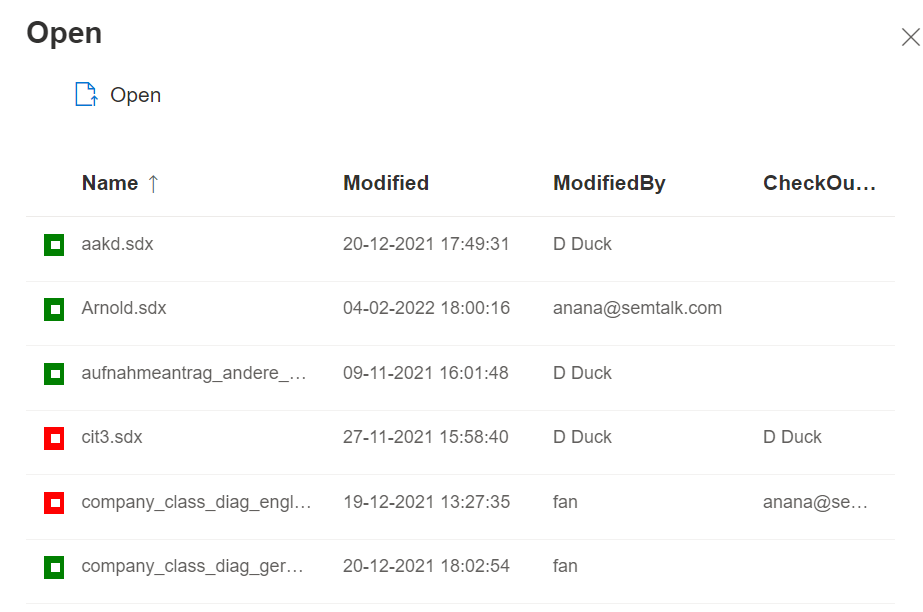 Open
Open
Name ↑ Modified ModifiedBy CheckOu...
aakd.sdx 20-12-2021 17:49:31 D Duck
Arnold.sdx 04-02-2022 18:00:16 anana@semtalk.com
aufnahmeantrag_andere_... 09-11-2021 16:01:48 D Duck
cit3.sdx 27-11-2021 15:58:40 D Duck D Duck
company_class_diag_engl... 19-12-2021 13:27:35 fan anana@se...
company_class_diag_ger... 20-12-2021 18:02:54 fan